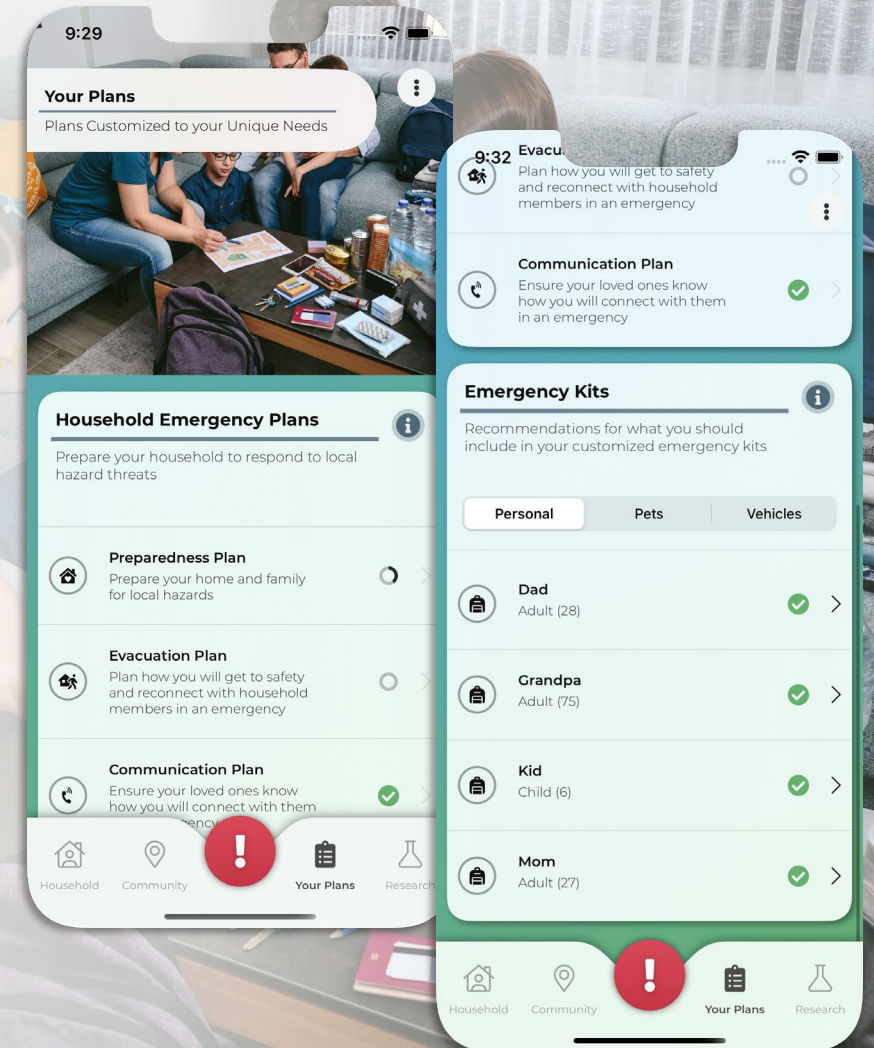 9:29
Your Plans
Plans Customized to your Unique Needs
Household Emergency Plans
Prepare your household to respond to local
hazard threats
Preparedness Plan
Prepare your home and family
for local hazards
Evacuation Plan
Plan how you will get to safety
and reconnect with household
members in an emergency
Communication Plan
Ensure your loved ones know
how you will connect with them
Household
Community
!
Your Plans
Research
9:32
Evacu
Plan how you will get to safety
and reconnect with household
members in an emergency
Communication Plan
Ensure your loved ones know
how you will connect with them
in an emergency
Emergency Kits
Recommendations for what you should
include in your customized emergency kits
Personal
Pets
Vehicles
Dad
Adult (28)
Grandpa
Adult (75)
Kid
Child (6)
Mom
Adult (27)
Household
Community
!
Your Plans
Research